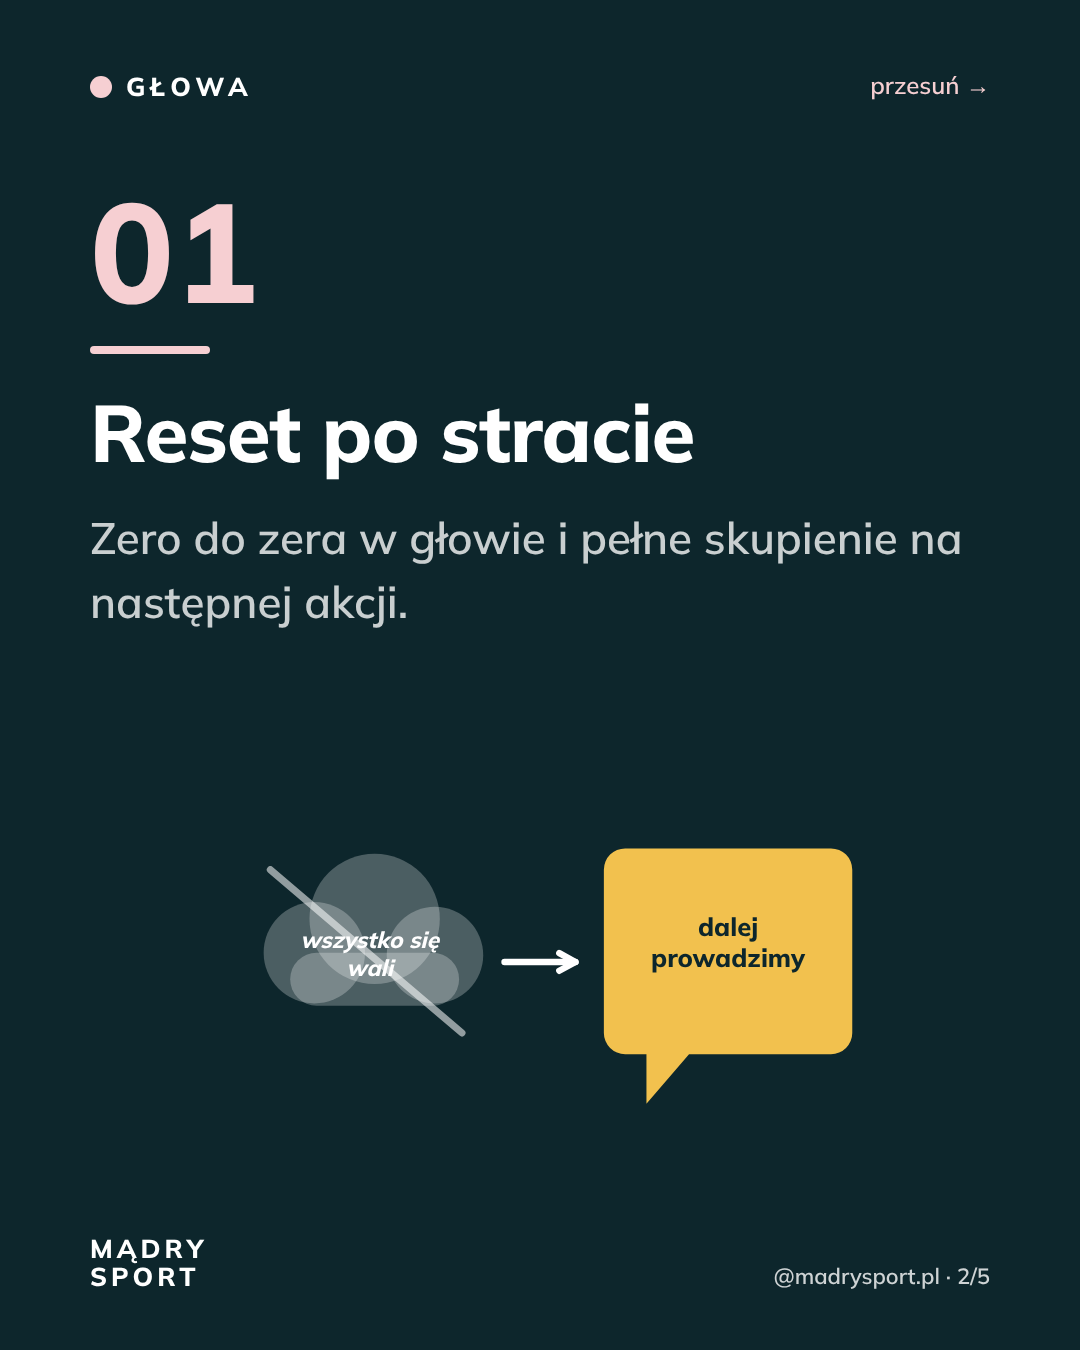 GŁOWA
przesuń →
01
Reset po stracie
Zero do zera w głowie i pełne skupienie na
następnej akcji.
wszystko się
wali
dalej
prowadzimy
MĄDRY
SPORT
@madrysport.pl · 2/5